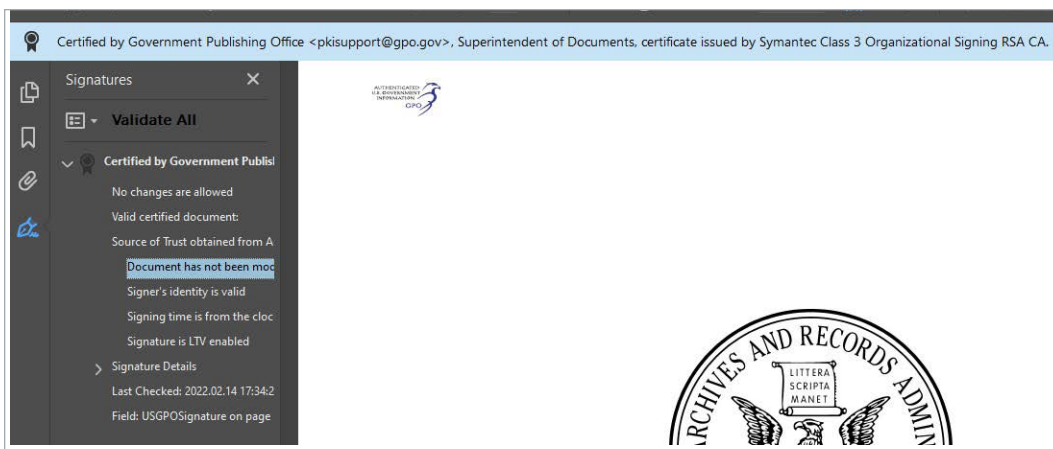 Certified by Government Publishing Office <pkisupport@gpo.gov>, Superintendent of Documents, certificate issued by Symantec Class 3 Organizational Signing RSA CA.
Signatures
Validate All
Certified by Government Publis
No changes are allowed
Valid certified document:
Source of Trust obtained from A
Document has not been mod
Signer's identity is valid
Signing time is from the cloc
Signature is LTV enabled
Signature Details
Last Checked: 2022.02.14 17:34:2
Field: USGPOSignature on page
AUTHENTICATED
U.S. GOVERNMENT
INFORMATION
GPO
ARCHIVES AND RECORDS ADMIN
LITTERA
SCRIPTA
MANET